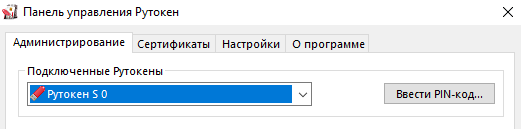 Панель управления Рутокен
Администрирование Сертификаты Настройки О программе
Подключенные Рутокены
Рутокен S 0 Ввести PIN-код...